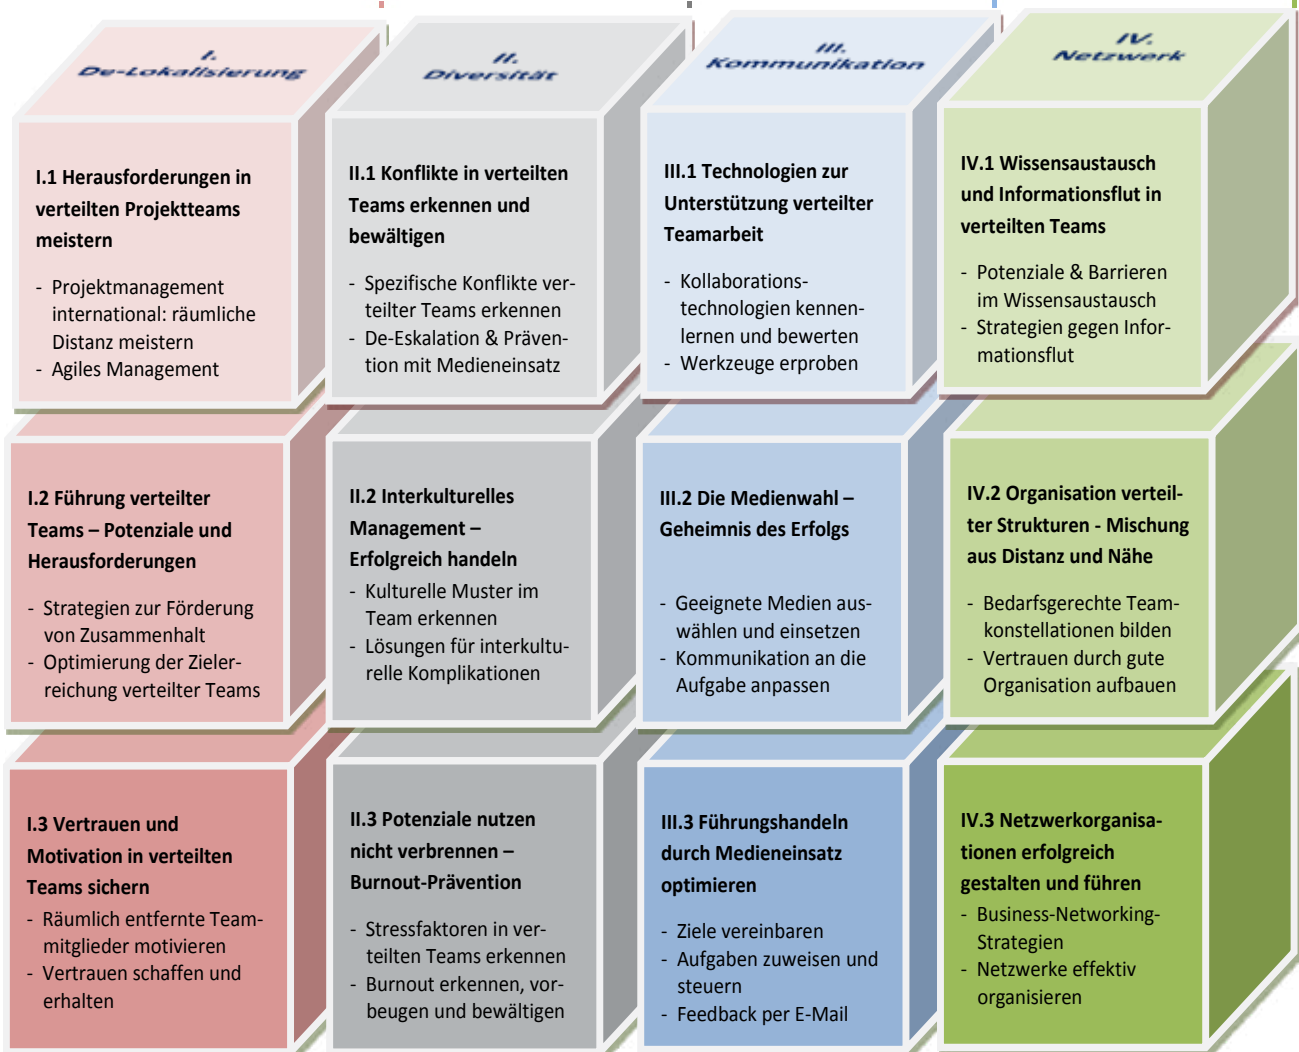 I.
De-Lokalisierung
II.
Diversität
III.
Kommunikation
IV.
Netzwerk
I.1 Herausforderungen in
verteilten Projektteams
meistern
- Projektmanagement
international: räumliche
Distanz meistern
- Agiles Management
II.1 Konflikte in verteilten
Teams erkennen und
bewältigen
- Spezifische Konflikte ver-
teilter Teams erkennen
- De-Eskalation & Präven-
tion mit Medieneinsatz
III.1 Technologien zur
Unterstützung verteilter
Teamarbeit
- Kollaborations-
technologien kennen-
lernen und bewerten
- Werkzeuge erproben
IV.1 Wissensaustausch
und Informationsflut in
verteilten Teams
- Potenziale & Barrieren
im Wissensaustausch
- Strategien gegen Infor-
mationsflut
I.2 Führung verteilter
Teams – Potenziale und
Herausforderungen
- Strategien zur Förderung
von Zusammenhalt
- Optimierung der Zieler-
reichung verteilter Teams
II.2 Interkulturelles
Management –
Erfolgreich handeln
- Kulturelle Muster im
Team erkennen
- Lösungen für interkultu-
relle Komplikationen
III.2 Die Medienwahl –
Geheimnis des Erfolgs
- Geeignete Medien aus-
wählen und einsetzen
- Kommunikation an die
Aufgabe anpassen
IV.2 Organisation verteil-
ter Strukturen - Mischung
aus Distanz und Nähe
- Bedarfsgerechte Team-
konstellationen bilden
- Vertrauen durch gute
Organisation aufbauen
I.3 Vertrauen und
Motivation in verteilten
Teams sichern
- Räumlich entfernte Team-
mitglieder motivieren
- Vertrauen schaffen und
erhalten
II.3 Potenziale nutzen
nicht verbrennen –
Burnout-Prävention
- Stressfaktoren in ver-
teilten Teams erkennen
- Burnout erkennen, vor-
beugen und bewältigen
III.3 Führungshandeln
durch Medieneinsatz
optimieren
- Ziele vereinbaren
- Aufgaben zuweisen und
steuern
- Feedback per E-Mail
IV.3 Netzwerkorganisa-
tionen erfolgreich
gestalten und führen
- Business-Networking-
Strategien
- Netzwerke effektiv
organisieren